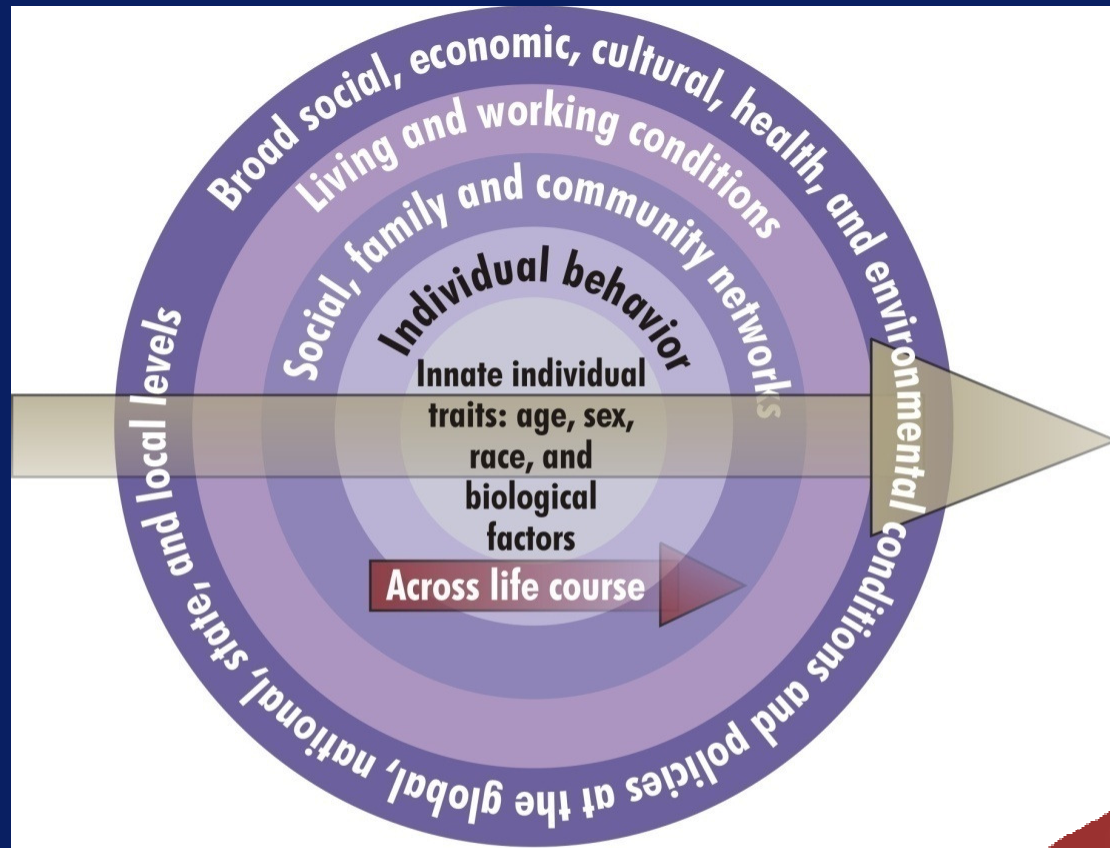 Broad social, economic, cultural, health, and environmental conditions and policies at the global, national, state, and local levels
Living and working conditions
Social, family and community networks
Individual behavior
Innate individual
traits: age, sex,
race, and
biological
factors
Across life course